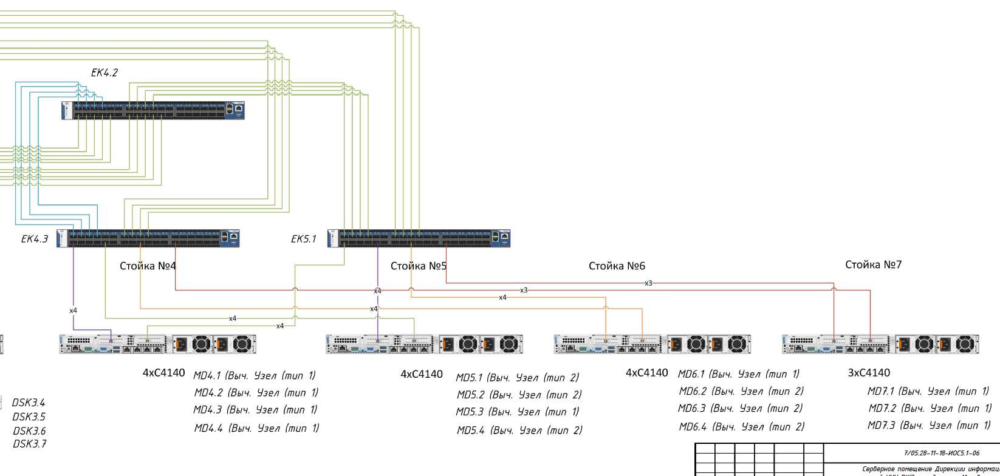 EK4.2
EK4.3
EK5.1
Стойка №4
Стойка №5
Стойка №6
Стойка №7
x3
x4
x3
x4
x4
x4
x4
x4
4xC4140
MD4.1 (Выч. Узел (тип 1)
MD4.2 (Выч. Узел (тип 1)
MD4.3 (Выч. Узел (тип 1)
MD4.4 (Выч. Узел (тип 1)
4xC4140
MD5.1 (Выч. Узел (тип 2)
MD5.2 (Выч. Узел (тип 2)
MD5.3 (Выч. Узел (тип 1)
MD5.4 (Выч. Узел (тип 2)
4xC4140
MD6.1 (Выч. Узел (тип 1)
MD6.2 (Выч. Узел (тип 2)
MD6.3 (Выч. Узел (тип 2)
MD6.4 (Выч. Узел (тип 2)
3xC4140
MD7.1 (Выч. Узел (тип 1)
MD7.2 (Выч. Узел (тип 1)
MD7.3 (Выч. Узел (тип 1)
DSK3.4
DSK3.5
DSK3.6
DSK3.7
7/05.28-11-18-ИОС5.1-06
Серверное помещение Дирекции информац